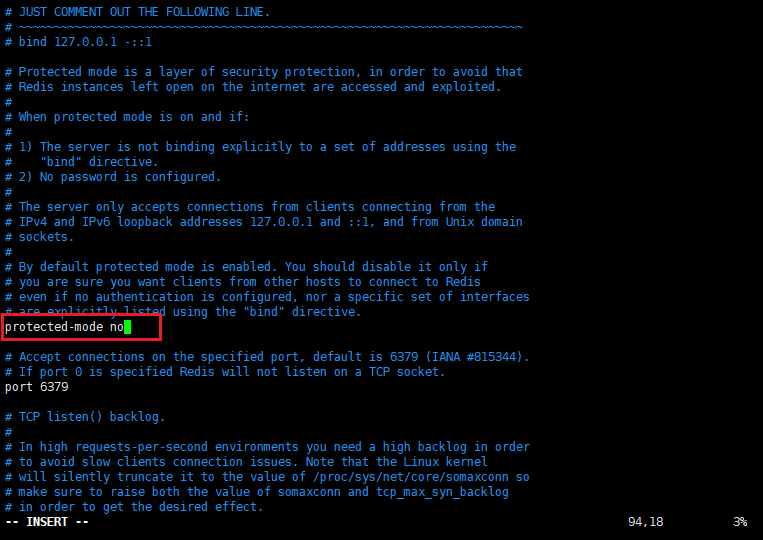 # JUST COMMENT OUT THE FOLLOWING LINE.
# ~~~~~~~~~~~~~~~~~~~~~~~~~~~~~~~~~~~~~~~~~~~~~~~~~~~~~~~~~~~~~~~~~~~~~~~~
# bind 127.0.0.1 -::1
# Protected mode is a layer of security protection, in order to avoid that
# Redis instances left open on the internet are accessed and exploited.
#
# When protected mode is on and if:
#
# 1) The server is not binding explicitly to a set of addresses using the
#    "bind" directive.
# 2) No password is configured.
#
# The server only accepts connections from clients connecting from the
# IPv4 and IPv6 loopback addresses 127.0.0.1 and ::1, and from Unix domain
# sockets.
#
# By default protected mode is enabled. You should disable it only if
# you are sure you want clients from other hosts to connect to Redis
# even if no authentication is configured, nor a specific set of interfaces
# are explicitly listed using the "bind" directive.
protected-mode no
# Accept connections on the specified port, default is 6379 (IANA #815344).
# If port 0 is specified Redis will not listen on a TCP socket.
port 6379
# TCP listen() backlog.
#
# In high requests-per-second environments you need a high backlog in order
# to avoid slow clients connection issues. Note that the Linux kernel
# will silently truncate it to the value of /proc/sys/net/core/somaxconn so
# make sure to raise both the value of somaxconn and tcp_max_syn_backlog
# in order to get the desired effect.
-- INSERT -- 94,18 3%